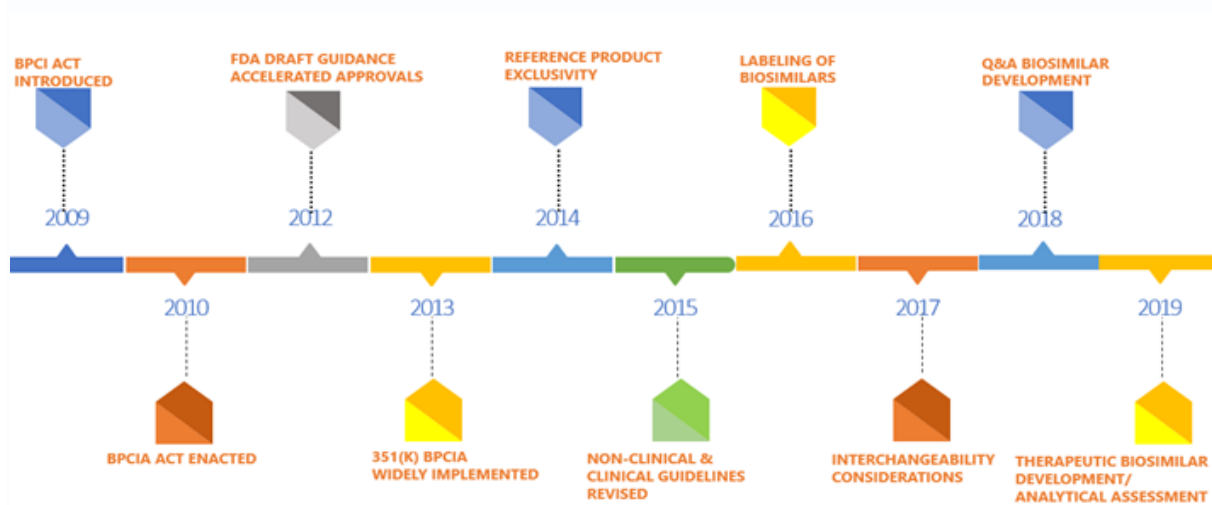 BPCI ACT
INTRODUCED
FDA DRAFT GUIDANCE
ACCELERATED APPROVALS
REFERENCE PRODUCT
EXCLUSIVITY
LABELING OF
BIOSIMILARS
Q&A BIOSIMILAR
DEVELOPMENT
2009
2012
2014
2016
2018
2010
2013
2015
2017
2019
BPCIA ACT ENACTED
351(K) BPCIA
WIDELY IMPLEMENTED
NON-CLINICAL &
CLINICAL GUIDELINES
REVISED
INTERCHANGEABILITY
CONSIDERATIONS
THERAPEUTIC BIOSIMILAR
DEVELOPMENT/
ANALYTICAL ASSESSMENT